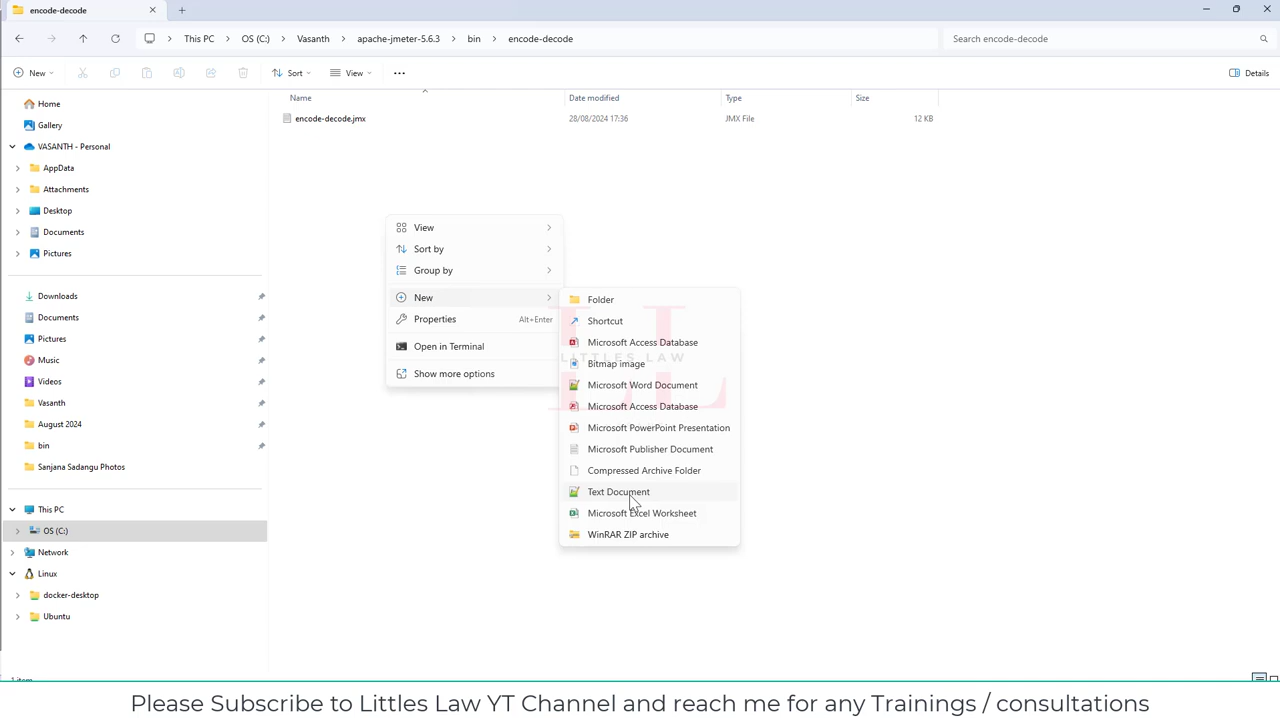 encode-decode
This PC > OS (C:) > Vasanth > apache-jmeter-5.6.3 > bin > encode-decode
Search encode-decode
New
Sort
View
Details
Name
Date modified
Type
Size
encode-decode.jmx
28/08/2024 17:36
JMX File
12 KB
Home
Gallery
VASANTH - Personal
AppData
Attachments
Desktop
Documents
Pictures
Downloads
Documents
Pictures
Music
Videos
Vasanth
August 2024
bin
Sanjana Sadangu Photos
This PC
OS (C:)
Network
Linux
docker-desktop
Ubuntu
View
Sort by
Group by
New
Properties Alt+Enter
Open in Terminal
Show more options
Folder
Shortcut
Microsoft Access Database
LITTLES LAW
Bitmap image
Microsoft Word Document
Microsoft Access Database
Microsoft PowerPoint Presentation
Microsoft Publisher Document
Compressed Archive Folder
Text Document
Microsoft Excel Worksheet
WinRAR ZIP archive
1 item
Please Subscribe to Littles Law YT Channel and reach me for any Trainings / consultations